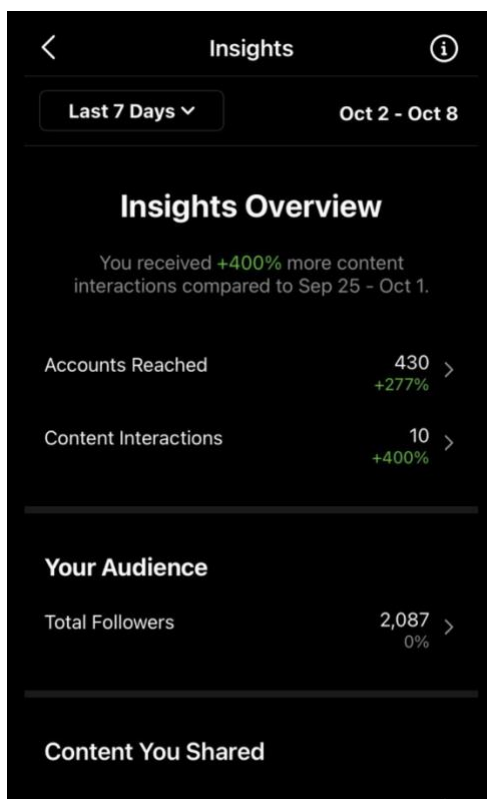 Insights
Last 7 Days
Oct 2 - Oct 8
Insights Overview
You received +400% more content
interactions compared to Sep 25 - Oct 1.
Accounts Reached
430
+277%
Content Interactions
10
+400%
Your Audience
Total Followers
2,087
0%
Content You Shared